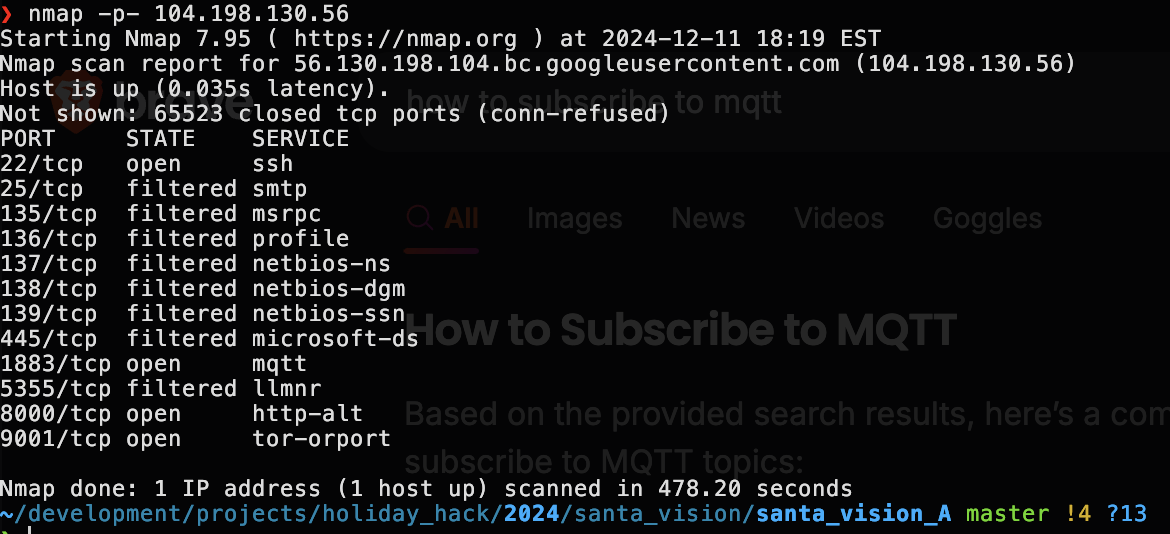 ❯ nmap -p- 104.198.130.56
Starting Nmap 7.95 ( https://nmap.org ) at 2024-12-11 18:19 EST
Nmap scan report for 56.130.198.104.bc.googleusercontent.com (104.198.130.56)
Host is up (0.035s latency).
brave
how to subscribe to mqtt
Not shown: 65523 closed tcp ports (conn-refused)
PORT STATE SERVICE
22/tcp open ssh
25/tcp filtered smtp
135/tcp filtered msrpc
All Images News Videos Goggles
136/tcp filtered profile
137/tcp filtered netbios-ns
138/tcp filtered netbios-dgm
139/tcp filtered netbios-ssn
445/tcp filtered microsoft-ds
How to Subscribe to MQTT
1883/tcp open mqtt
5355/tcp filtered llmnr
8000/tcp open http-alt
Based on the provided search results, here's a com
9001/tcp open tor-orport
subscribe to MQTT topics:
Nmap done: 1 IP address (1 host up) scanned in 478.20 seconds
~/development/projects/holiday_hack/2024/santa_vision/santa_vision_A master !4 ?13